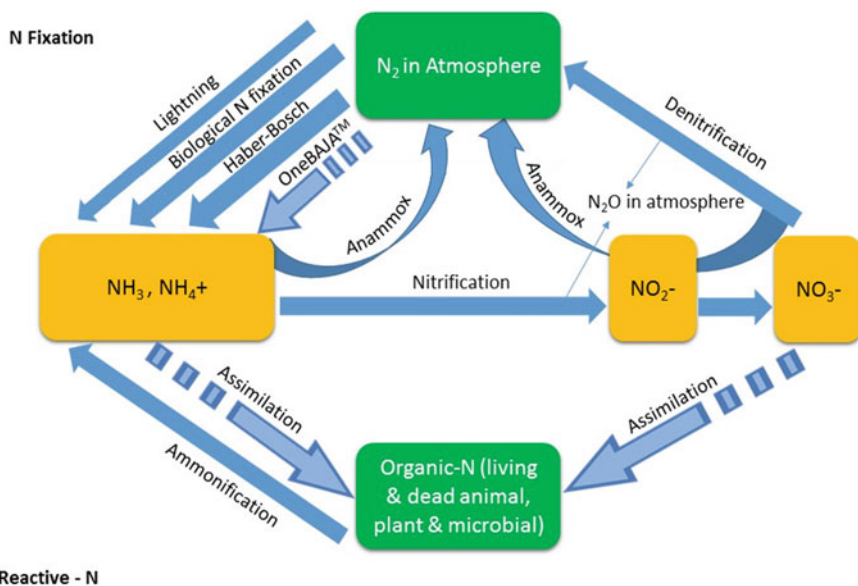 N Fixation
N₂ in Atmosphere
Lightning
Biological N fixation
Haber-Bosch
OneBAJA™
Denitrification
Anammox
Anammox
N₂O in atmosphere
NH₃ , NH₄+
Nitrification
NO₂-
NO₃-
Assimilation
Assimilation
Ammonification
Organic-N (living
& dead animal,
plant & microbial)
Reactive - N